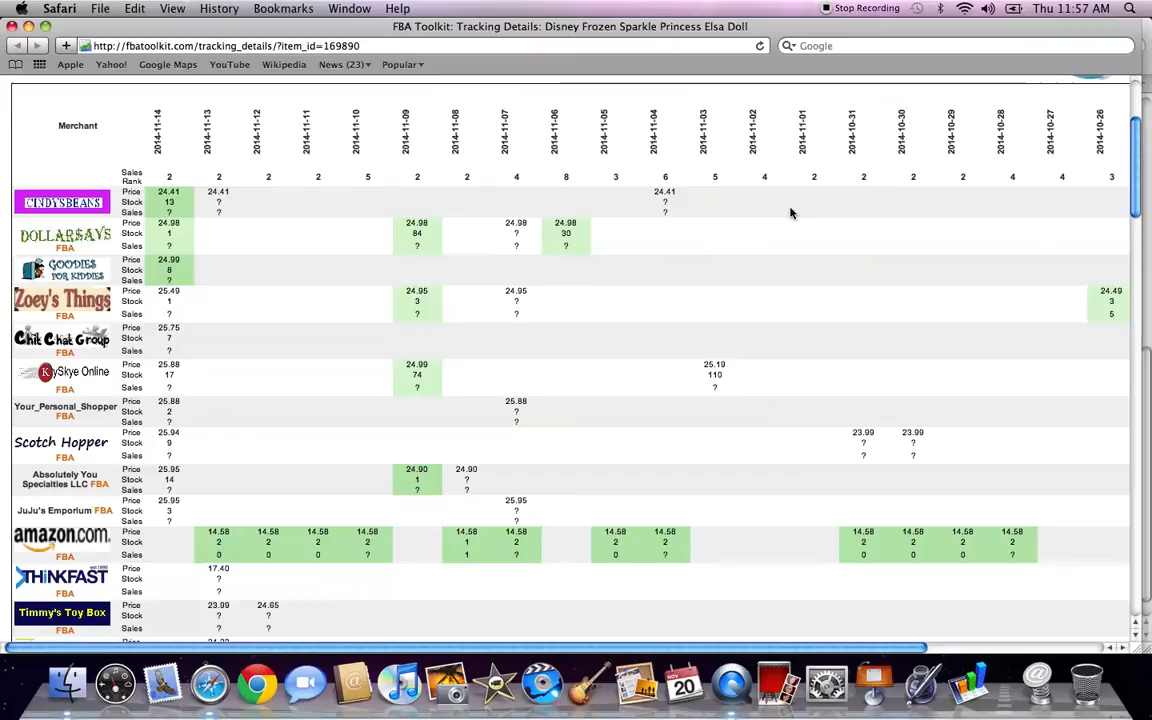 Safari File Edit View History Bookmarks Window Help Stop Recording Thu 11:57 AM
FBA Toolkit: Tracking Details: Disney Frozen Sparkle Princess Elsa Doll
http://fbatoolkit.com/tracking_details/?item_id=169890 Google
Apple Yahoo! Google Maps YouTube Wikipedia News (23) Popular
Merchant 2014-11-14 2014-11-13 2014-11-12 2014-11-11 2014-11-10 2014-11-09 2014-11-08 2014-11-07 2014-11-06 2014-11-04 2014-11-03 2014-11-02 2014-11-01 2014-10-31 2014-10-30 2014-10-29 2014-10-28 2014-10-27 2014-10-26
Sales Rank 2 2 2 2 5 2 2 4 8 3 6 5 4 2 2 2 2 4 4 3
CINDYSBEANS
Price 24.41 24.41 24.41
Stock 13 ? ?
Sales ? ? ?
DOLLAR$AYS
FBA
Price 24.98 24.98 24.98 24.98
Stock 1 84 ? 30
Sales ? ? ? ?
GOODIES FOR KIDDIES
Price 24.99
Stock 8
Sales ?
Zoey's Things
FBA
Price 25.49 24.95 24.95 24.49
Stock 1 3 ? 3
Sales ? ? ? 5
Chit Chat Group
FBA
Price 25.75
Stock 7
Sales ?
KySkye Online
FBA
Price 25.88 24.99 25.19
Stock 17 74 110
Sales ? ? ?
Your_Personal_Shopper
FBA
Price 25.88 25.88
Stock 2 ?
Sales ? ?
Scotch Hopper
FBA
Price 25.94 23.99 23.99
Stock 9 ? ?
Sales ? ? ?
Absolutely You
Specialties LLC FBA
Price 25.95 24.90 24.90
Stock 14 1 ?
Sales ? ? ?
JuJu's Emporium FBA
Price 25.95 25.95
Stock 3 ?
Sales ? ?
amazon.com.
FBA
Price 14.58 14.58 14.58 14.58 14.58 14.58 14.58 14.58 14.58 14.58 14.58 14.58
Stock 2 2 2 2 1 2 2 2 2 2 2 2
Sales 0 0 0 ? 1 ? 0 ? 0 0 0 ?
THiNKFAST
FBA
Price 17.40
Stock ?
Sales ?
Timmy's Toy Box
FBA
Price 23.99 24.65
Stock ? ?
Sales ? ?
JUL
20